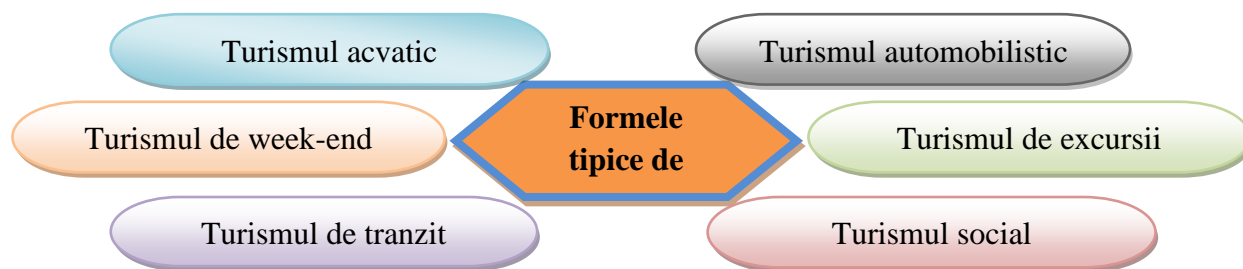 Turismul acvatic
Turismul automobilistic
Formele
tipice de
Turismul de week-end
Turismul de excursii
Turismul de tranzit
Turismul social